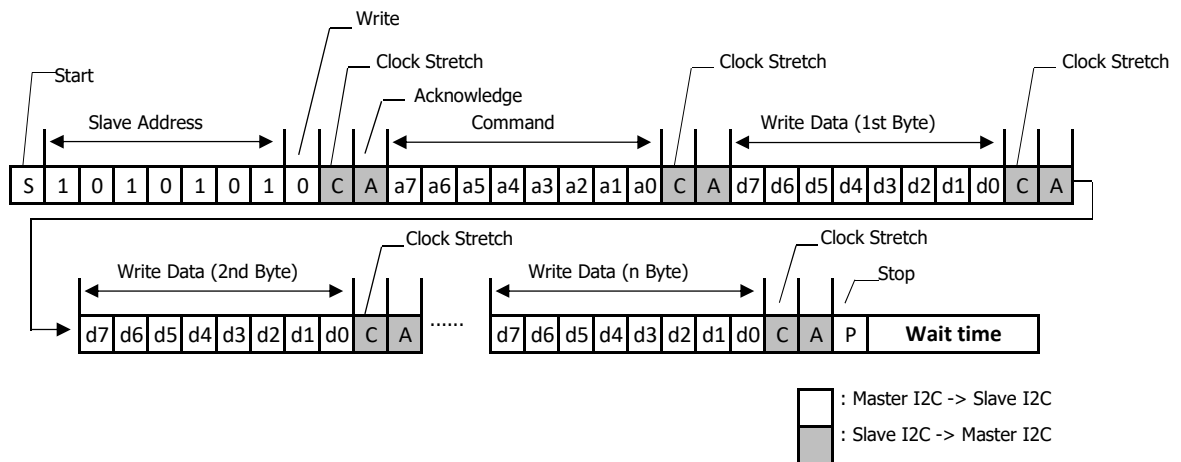 Write
Start
Clock Stretch
Clock Stretch
Clock Stretch
Acknowledge
Slave Address
Command
Write Data (1st Byte)
S 1 0 1 0 1 0 1 0 C A a7 a6 a5 a4 a3 a2 a1 a0 C A d7 d6 d5 d4 d3 d2 d1 d0 C A
Clock Stretch
Clock Stretch
Write Data (2nd Byte)
Write Data (n Byte)
Stop
d7 d6 d5 d4 d3 d2 d1 d0 C A ...... d7 d6 d5 d4 d3 d2 d1 d0 C A P Wait time
: Master I2C -> Slave I2C
: Slave I2C -> Master I2C